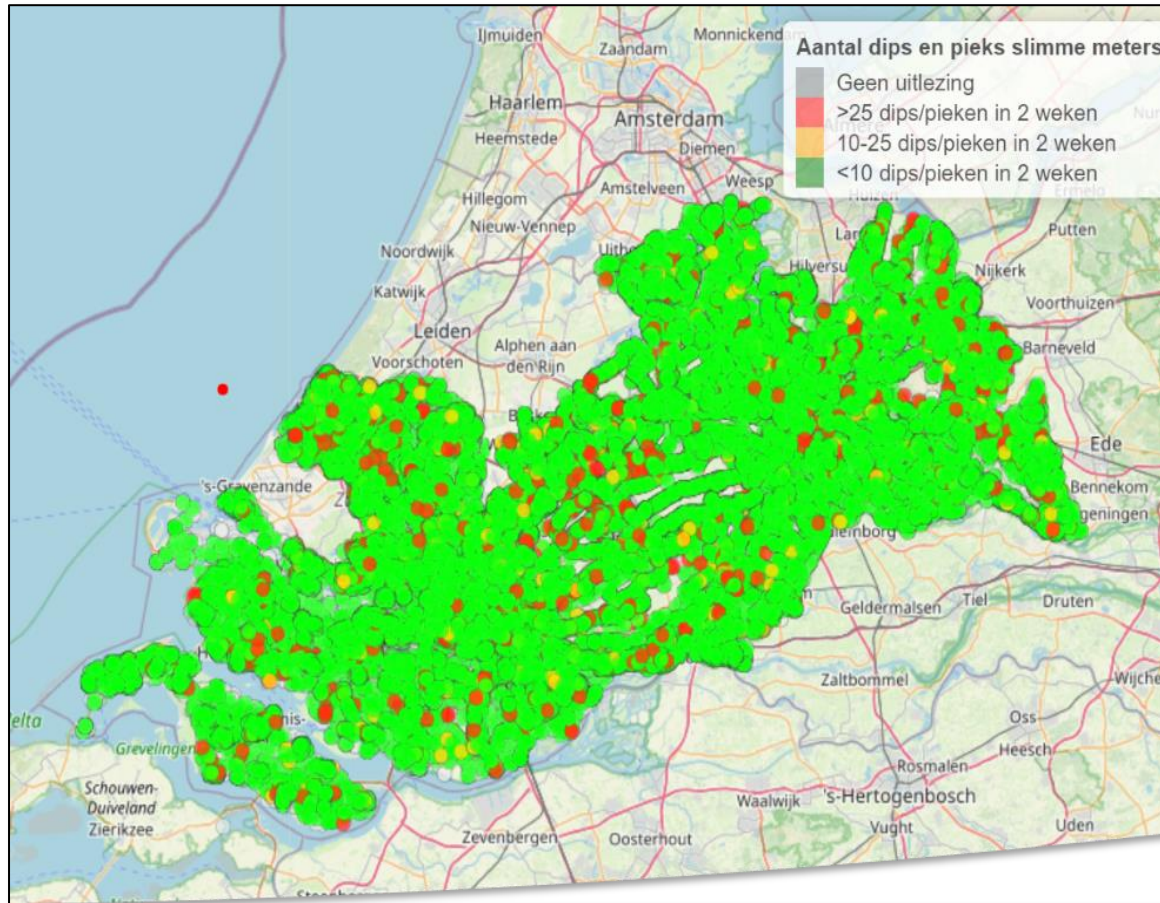 Aantal dips en pieks slimme meters
Geen uitlezing
>25 dips/pieken in 2 weken
10-25 dips/pieken in 2 weken
<10 dips/pieken in 2 weken
IJmuiden
Zaandam
Monnickendam
Haarlem
Amsterdam
Heemstede
Diemen
Amstelveen
Weesp
Huizen
Ermelo
Hillegom
Nieuw-Vennep
Putten
Noordwijk
Nijkerk
Katwijk
Voorthuizen
Leiden
Alphen aan
den Rijn
Voorschoten
Barneveld
Ede
's-Gravenzande
Bennekom
Geldermalsen
Tiel
Druten
Zaltbommel
Grevelingen
Oss
Heesch
Rosmalen
Schouwen-
Duiveland
Zierikzee
Waalwijk
's-Hertogenbosch
Zevenbergen
Oosterhout
Vught
Uden